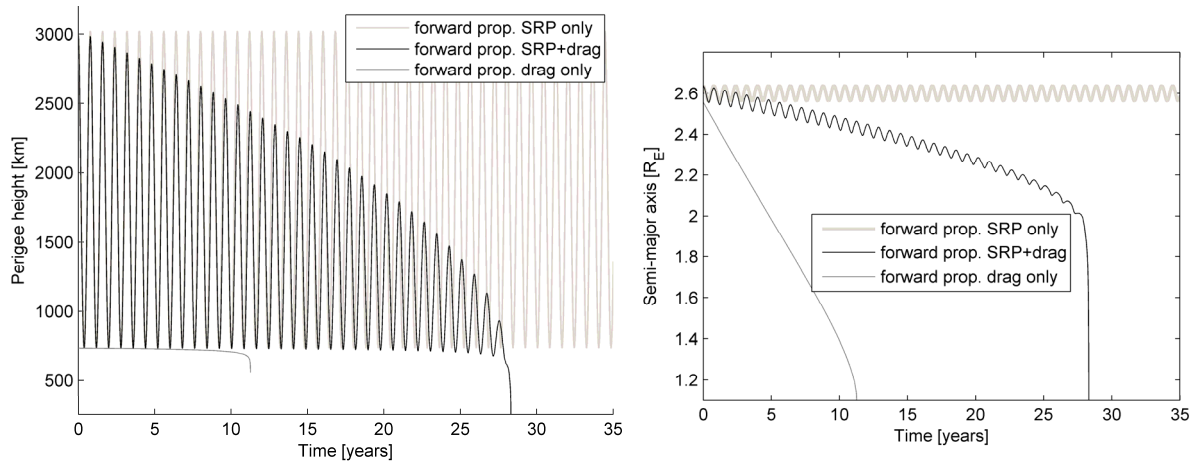 forward prop. SRP only
forward prop. SRP+drag
forward prop. drag only
3000
2500
2000
1500
1000
500
Perigee height [km]
0 5 10 15 20 25 30 35
Time [years]
2.6
2.4
2.2
2
1.8
1.6
1.4
1.2
Semi-major axis [R_E]
forward prop. SRP only
forward prop. SRP+drag
forward prop. drag only
0 5 10 15 20 25 30 35
Time [years]